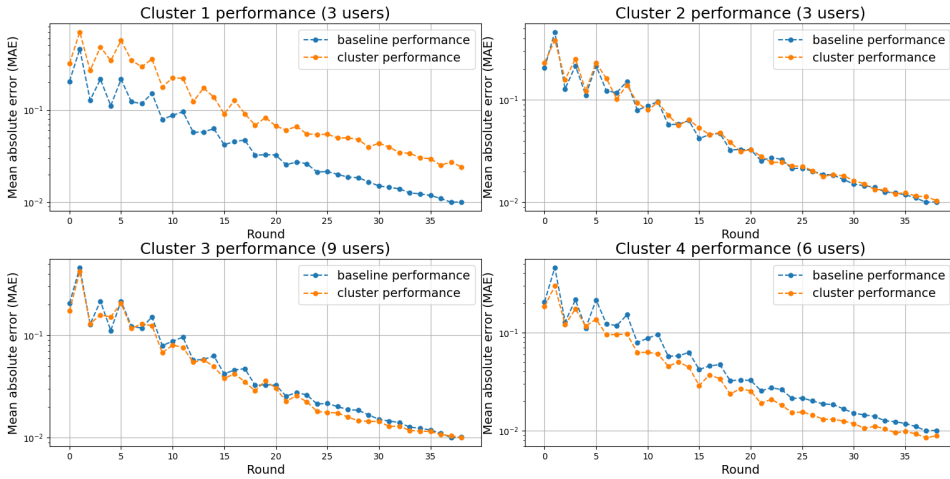 Cluster 1 performance (3 users)
baseline performance
cluster performance
Mean absolute error (MAE)
10⁻¹
10⁻²
0 5 10 15 20 25 30 35
Round
Cluster 2 performance (3 users)
baseline performance
cluster performance
Mean absolute error (MAE)
10⁻¹
10⁻²
0 5 10 15 20 25 30 35
Round
Cluster 3 performance (9 users)
baseline performance
cluster performance
Mean absolute error (MAE)
10⁻¹
10⁻²
0 5 10 15 20 25 30 35
Round
Cluster 4 performance (6 users)
baseline performance
cluster performance
Mean absolute error (MAE)
10⁻¹
10⁻²
0 5 10 15 20 25 30 35
Round